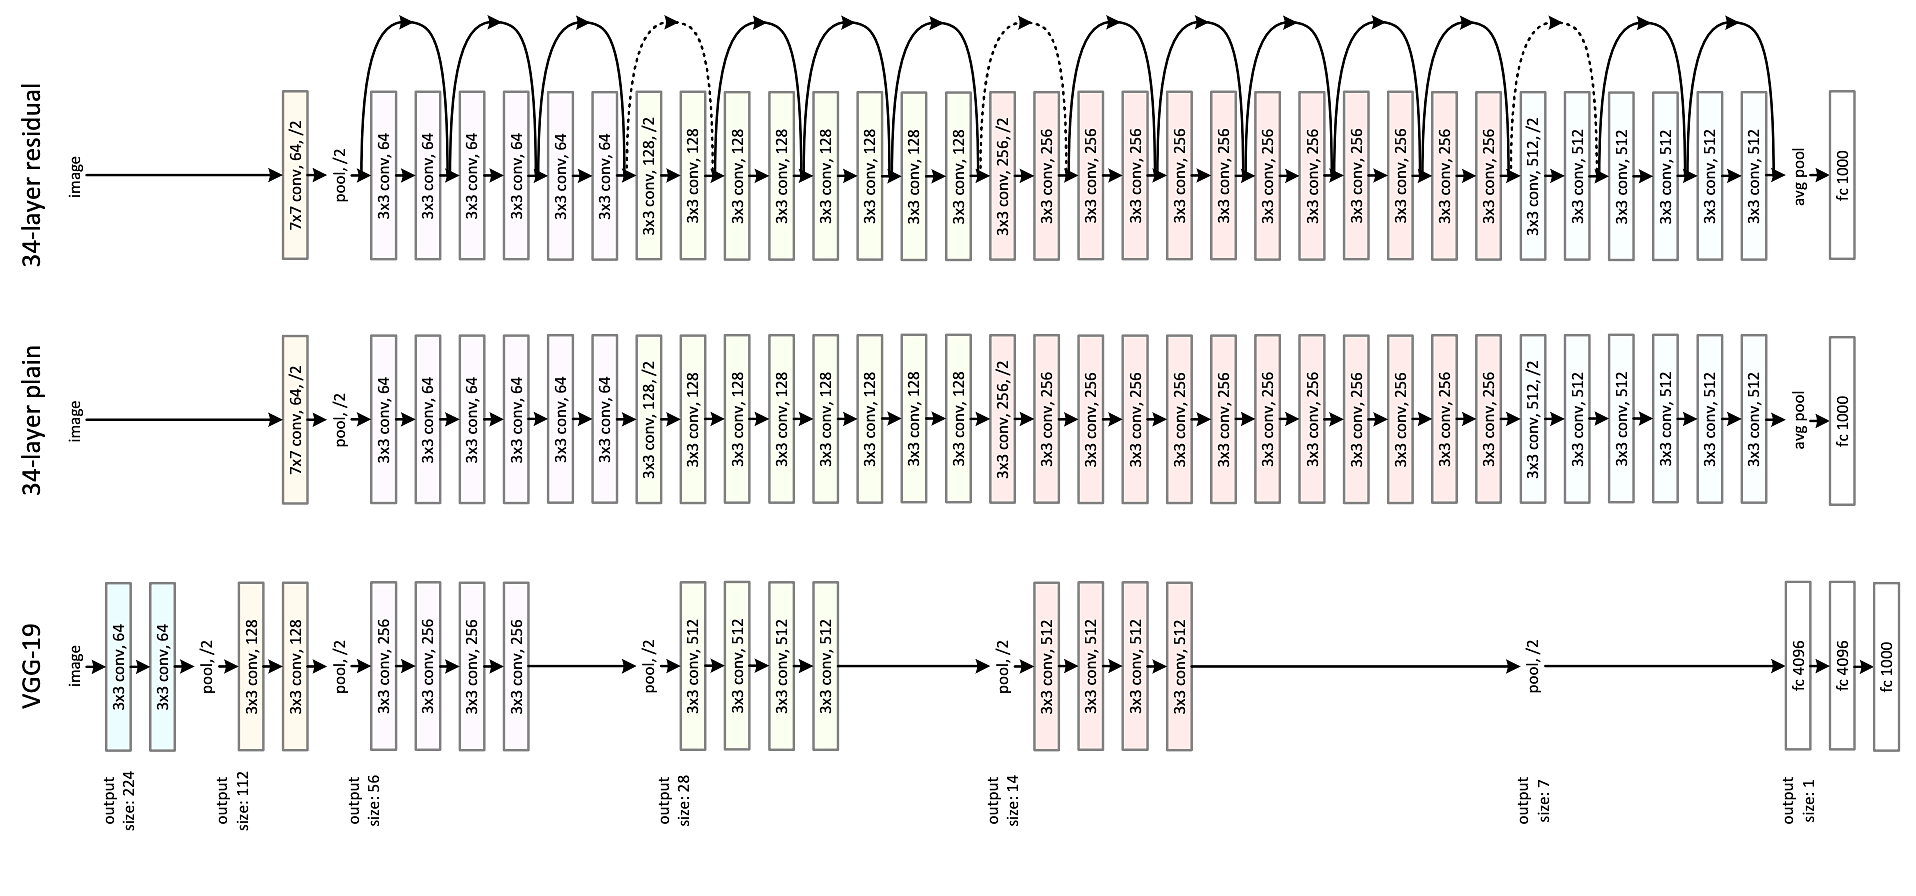 34-layer residual
image
7x7 conv, 64, /2
pool, /2
3x3 conv, 64
3x3 conv, 64
3x3 conv, 64
3x3 conv, 64
3x3 conv, 64
3x3 conv, 64
3x3 conv, 128, /2
3x3 conv, 128
3x3 conv, 128
3x3 conv, 128
3x3 conv, 128
3x3 conv, 128
3x3 conv, 128
3x3 conv, 128
3x3 conv, 256, /2
3x3 conv, 256
3x3 conv, 256
3x3 conv, 256
3x3 conv, 256
3x3 conv, 256
3x3 conv, 256
3x3 conv, 256
3x3 conv, 256
3x3 conv, 256
3x3 conv, 256
3x3 conv, 256
3x3 conv, 512, /2
3x3 conv, 512
3x3 conv, 512
3x3 conv, 512
3x3 conv, 512
3x3 conv, 512
avg pool
fc 1000
34-layer plain
image
7x7 conv, 64, /2
pool, /2
3x3 conv, 64
3x3 conv, 64
3x3 conv, 64
3x3 conv, 64
3x3 conv, 64
3x3 conv, 64
3x3 conv, 128, /2
3x3 conv, 128
3x3 conv, 128
3x3 conv, 128
3x3 conv, 128
3x3 conv, 128
3x3 conv, 128
3x3 conv, 128
3x3 conv, 256, /2
3x3 conv, 256
3x3 conv, 256
3x3 conv, 256
3x3 conv, 256
3x3 conv, 256
3x3 conv, 256
3x3 conv, 256
3x3 conv, 256
3x3 conv, 256
3x3 conv, 256
3x3 conv, 256
3x3 conv, 512, /2
3x3 conv, 512
3x3 conv, 512
3x3 conv, 512
3x3 conv, 512
3x3 conv, 512
avg pool
fc 1000
VGG-19
image
3x3 conv, 64
3x3 conv, 64
pool, /2
3x3 conv, 128
3x3 conv, 128
pool, /2
3x3 conv, 256
3x3 conv, 256
3x3 conv, 256
3x3 conv, 256
pool, /2
3x3 conv, 512
3x3 conv, 512
3x3 conv, 512
3x3 conv, 512
pool, /2
3x3 conv, 512
3x3 conv, 512
3x3 conv, 512
3x3 conv, 512
pool, /2
fc 4096
fc 4096
fc 1000
output
size: 224
output
size: 112
output
size: 56
output
size: 28
output
size: 14
output
size: 7
output
size: 1